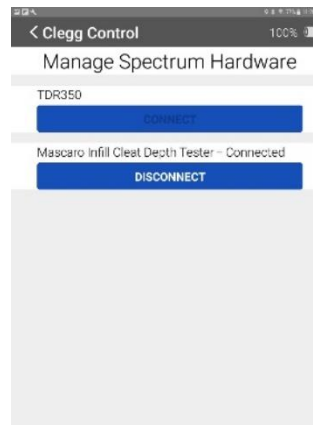 < Clegg Control 100%
Manage Spectrum Hardware
TDR350
CONNECT
Mascaro Infill Cleat Depth Tester - Connected
DISCONNECT